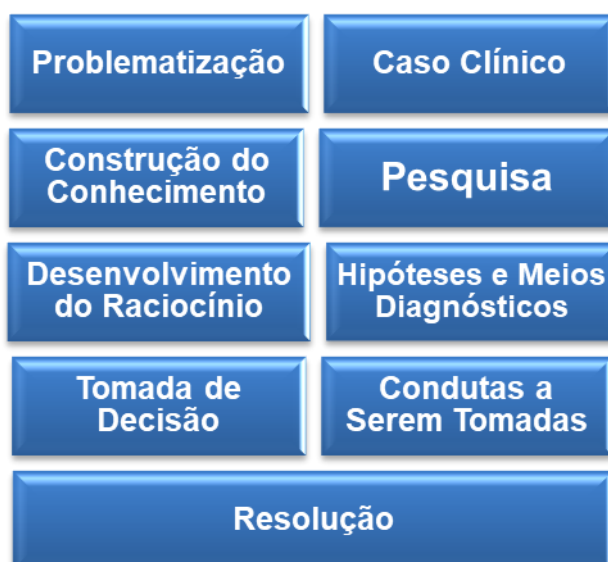 Problematização
Caso Clínico
Construção do
Conhecimento
Pesquisa
Desenvolvimento
do Raciocínio
Hipóteses e Meios
Diagnósticos
Tomada de
Decisão
Condutas a
Serem Tomadas
Resolução